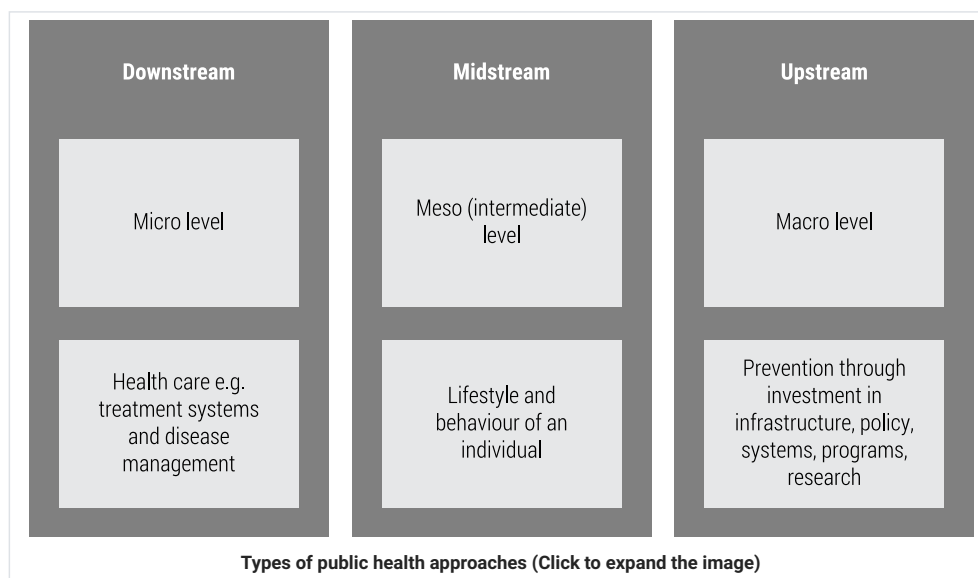 Downstream
Midstream
Upstream
Micro level
Meso (intermediate)
level
Macro level
Health care e.g.
treatment systems
and disease
management
Lifestyle and
behaviour of an
individual
Prevention through
investment in
infrastructure, policy,
systems, programs,
research
Types of public health approaches (Click to expand the image)